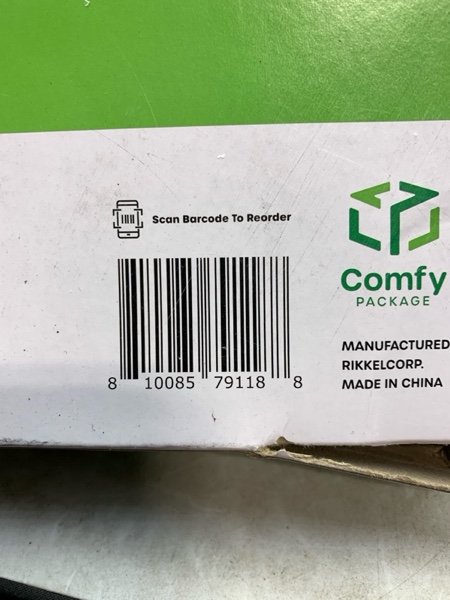 Scan Barcode To Reorder
8 10085 79118 8
Comfy
PACKAGE
MANUFACTURED
RIKKELCORP.
MADE IN CHINA